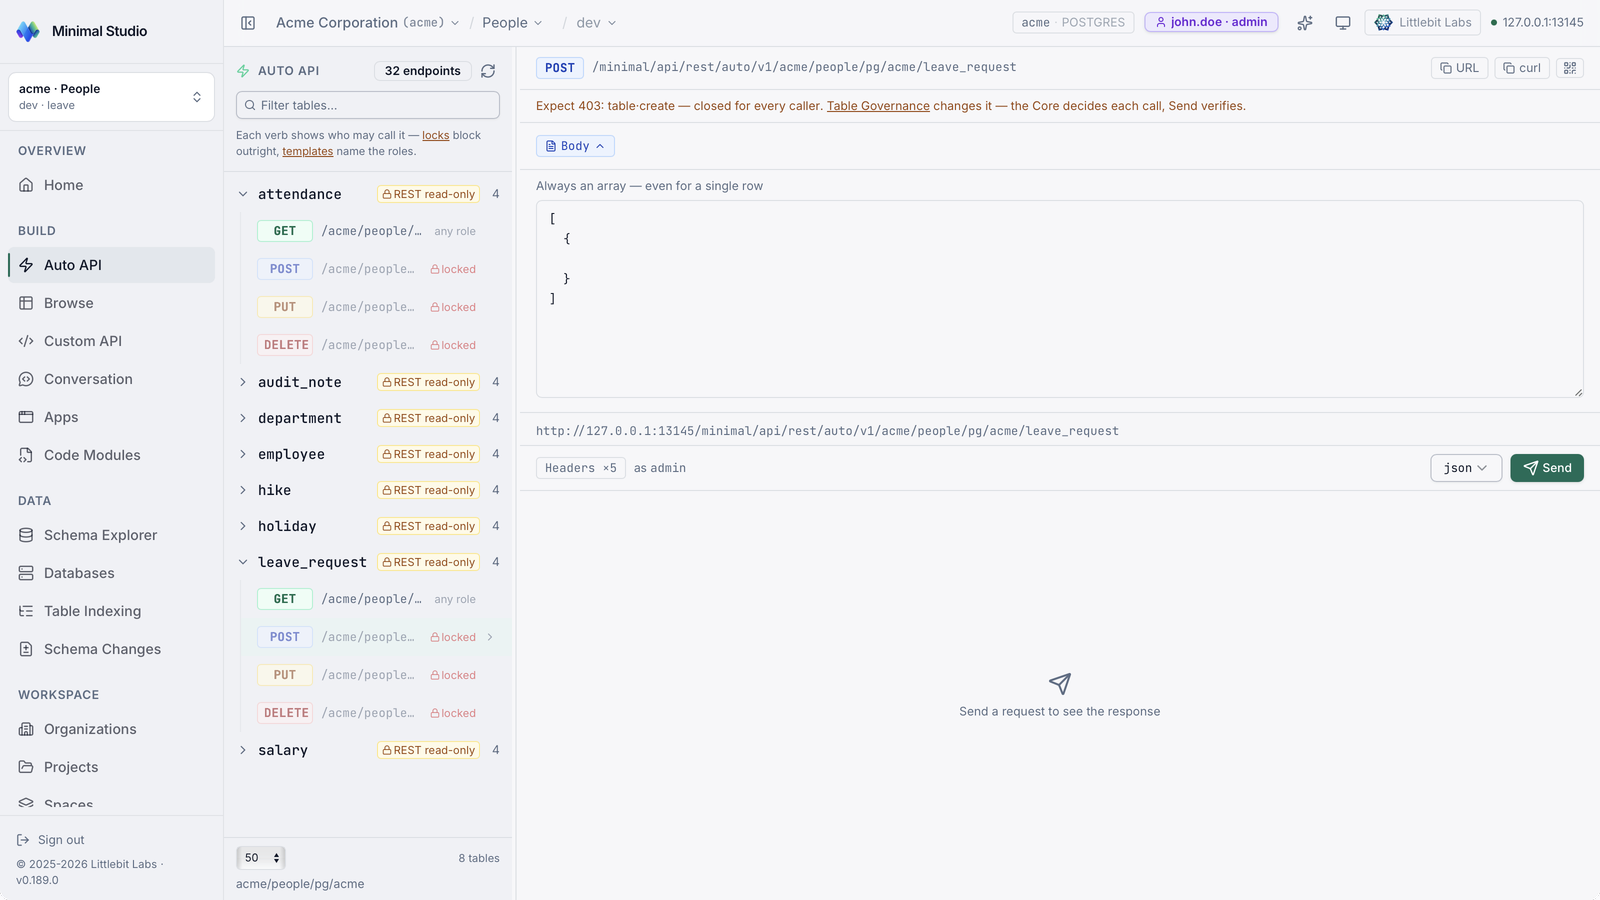 Minimal Studio
acme · People
dev · leave
OVERVIEW
Home
BUILD
Auto API
Browse
Custom API
Conversation
Apps
Code Modules
DATA
Schema Explorer
Databases
Table Indexing
Schema Changes
WORKSPACE
Organizations
Projects
Spaces
Sign out
© 2025-2026 Littlebit Labs ·
v0.189.0
Acme Corporation (acme) / People / dev
acme · POSTGRES
john.doe · admin
Littlebit Labs
127.0.0.1:13145
AUTO API
32 endpoints
Filter tables...
Each verb shows who may call it — locks block
outright, templates name the roles.
attendance REST read-only 4
GET /acme/people/… any role
POST /acme/people… locked
PUT /acme/people… locked
DELETE /acme/people… locked
audit_note REST read-only 4
department REST read-only 4
employee REST read-only 4
hike REST read-only 4
holiday REST read-only 4
leave_request REST read-only 4
GET /acme/people/… any role
POST /acme/people… locked
PUT /acme/people… locked
DELETE /acme/people… locked
salary REST read-only 4
50
8 tables
acme/people/pg/acme
POST /minimal/api/rest/auto/v1/acme/people/pg/acme/leave_request
URL
curl
Expect 403: table·create — closed for every caller. Table Governance changes it — the Core decides each call, Send verifies.
Body
Always an array — even for a single row
[
{
}
]
http://127.0.0.1:13145/minimal/api/rest/auto/v1/acme/people/pg/acme/leave_request
Headers ×5 as admin
json
Send
Send a request to see the response